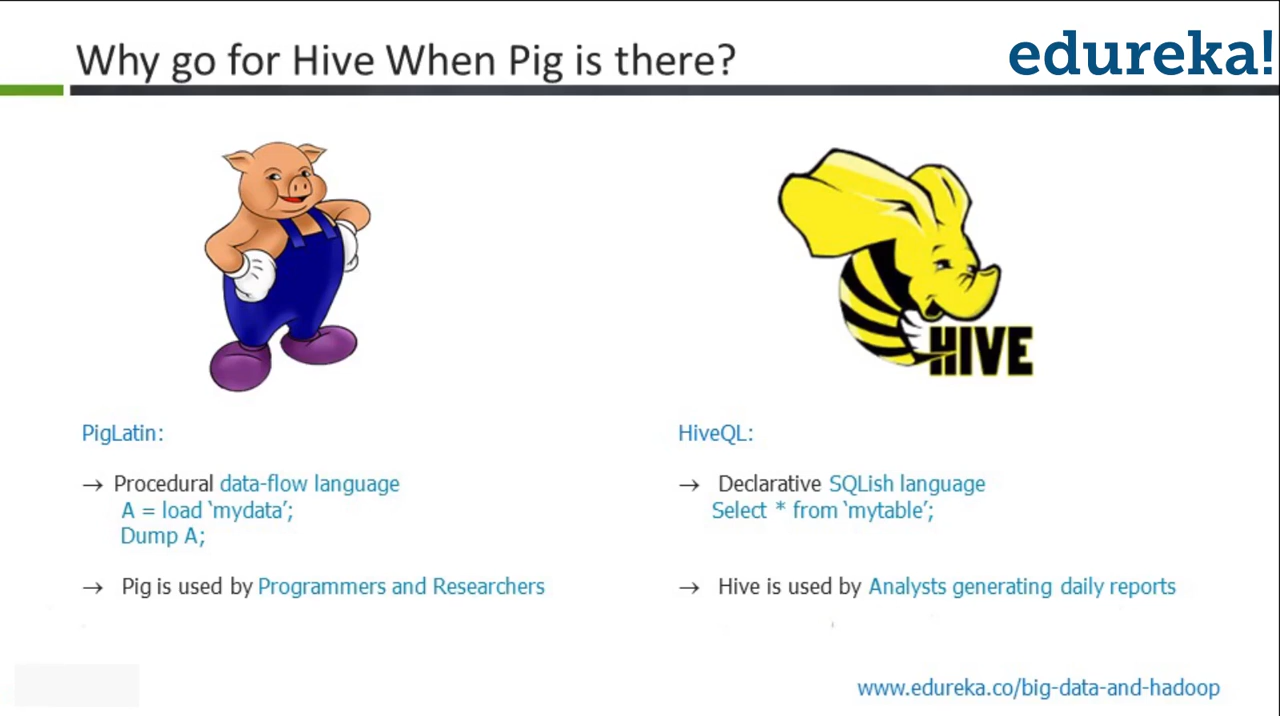 Why go for Hive When Pig is there?
edureka!
HIVE
PigLatin:
→ Procedural data-flow language
A = load ‘mydata’;
Dump A;
→ Pig is used by Programmers and Researchers
HiveQL:
→ Declarative SQLish language
Select * from ‘mytable’;
→ Hive is used by Analysts generating daily reports
www.edureka.co/big-data-and-hadoop